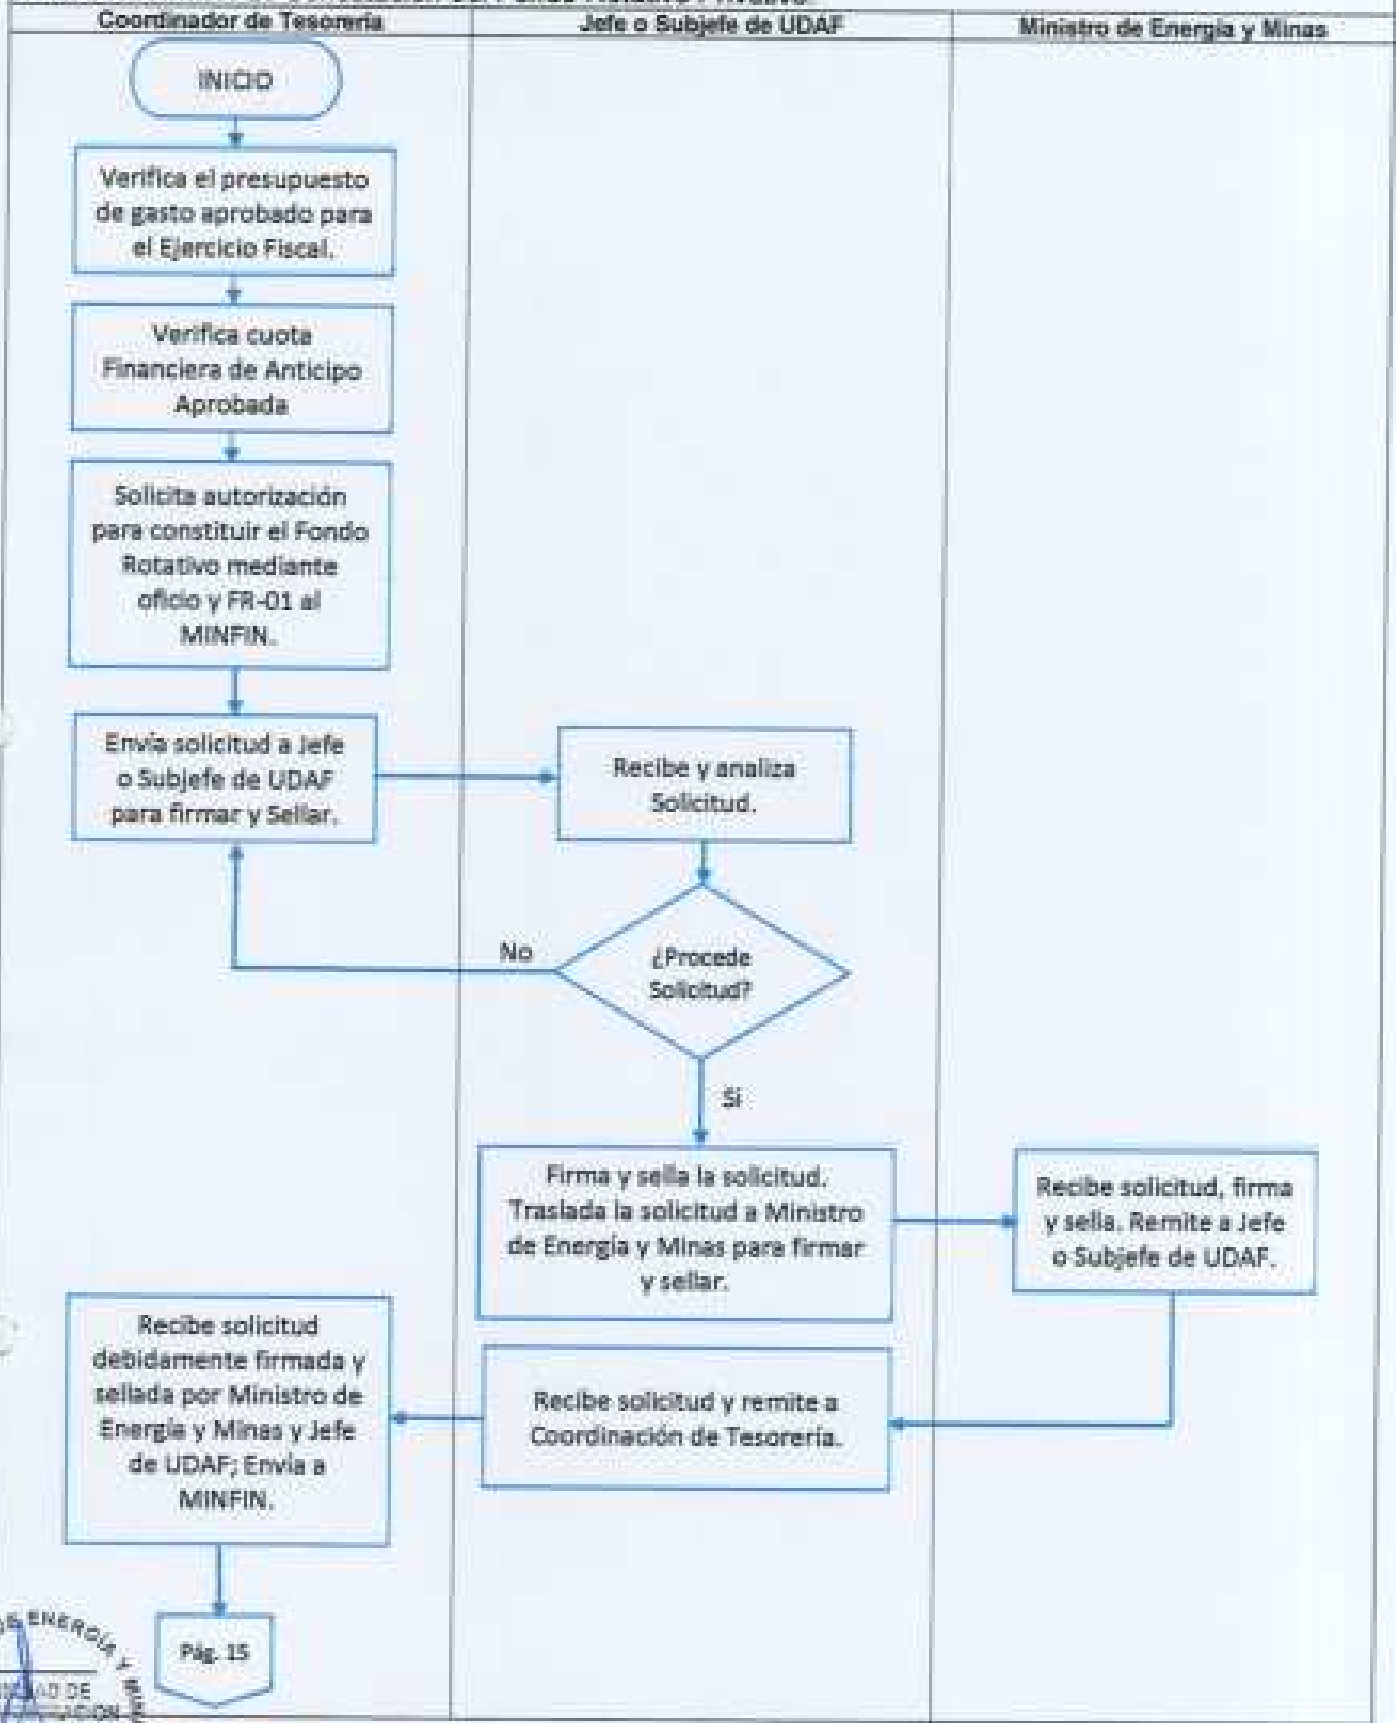 Coordinador de Tesorería
Jefe o Subjefe de UDAF
Ministro de Energía y Minas
INICIO
Verifica el presupuesto
de gasto aprobado para
el Ejercicio Fiscal.
Verifica cuota
Financiera de Anticipo
Aprobada
Solicita autorización
para constituir el Fondo
Rotativo mediante
oficio y FR-01 al
MINFIN.
Envía solicitud a Jefe
o Subjefe de UDAF
para firmar y Sellar.
Recibe y analiza
Solicitud.
¿Procede
Solicitud?
No
Si
Firma y sella la solicitud.
Traslada la solicitud a Ministro
de Energía y Minas para firmar
y sellar.
Recibe solicitud, firma
y sella. Remite a Jefe
o Subjefe de UDAF.
Recibe solicitud y remite a
Coordinación de Tesorería.
Recibe solicitud
debidamente firmada y
sellada por Ministro de
Energía y Minas y Jefe
de UDAF; Envía a
MINFIN.
Pág. 15
DE ENERGÍA Y